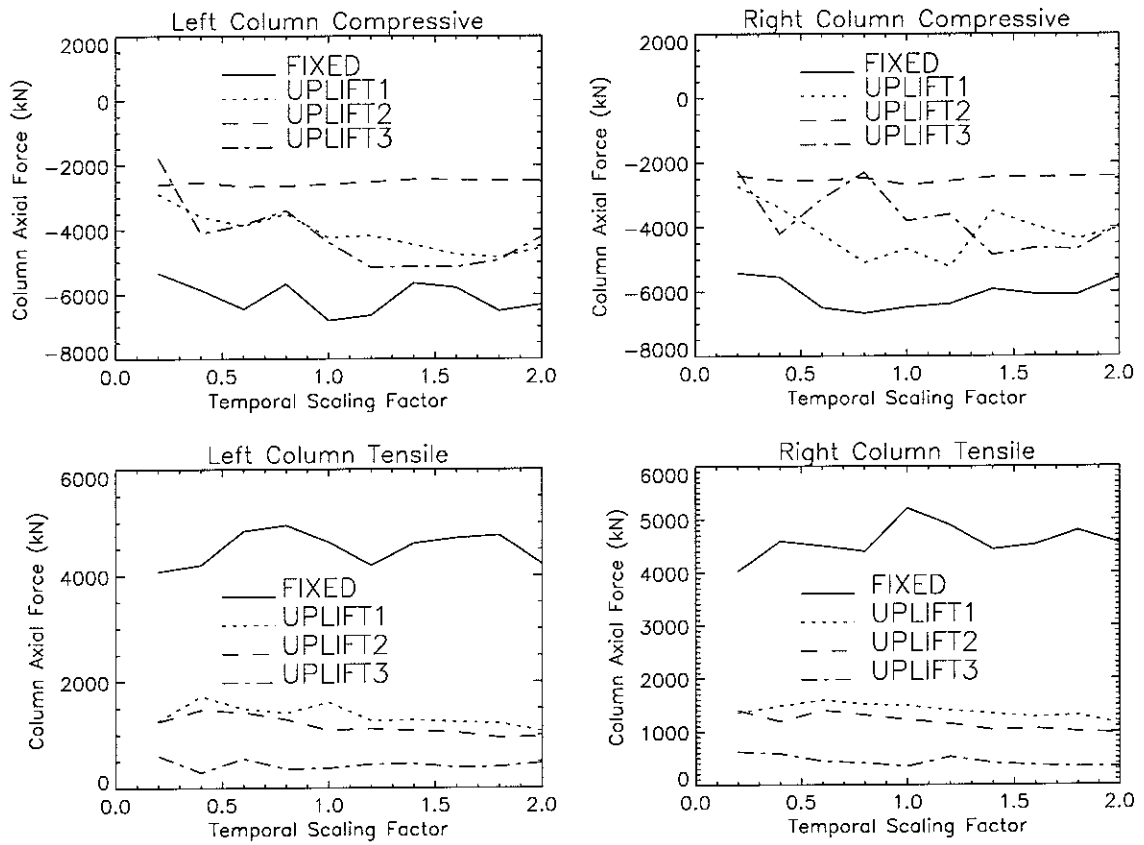 Left Column Compressive
Column Axial Force (kN)
2000
0
−2000
−4000
−6000
−8000
FIXED
UPLIFT1
UPLIFT2
UPLIFT3
0.0 0.5 1.0 1.5 2.0
Temporal Scaling Factor
Right Column Compressive
Column Axial Force (kN)
2000
0
−2000
−4000
−6000
−8000
FIXED
UPLIFT1
UPLIFT2
UPLIFT3
0.0 0.5 1.0 1.5 2.0
Temporal Scaling Factor
Left Column Tensile
Column Axial Force (kN)
6000
4000
2000
0
FIXED
UPLIFT1
UPLIFT2
UPLIFT3
0.0 0.5 1.0 1.5 2.0
Temporal Scaling Factor
Right Column Tensile
Column Axial Force (kN)
6000
5000
4000
3000
2000
1000
0
FIXED
UPLIFT1
UPLIFT2
UPLIFT3
0.0 0.5 1.0 1.5 2.0
Temporal Scaling Factor